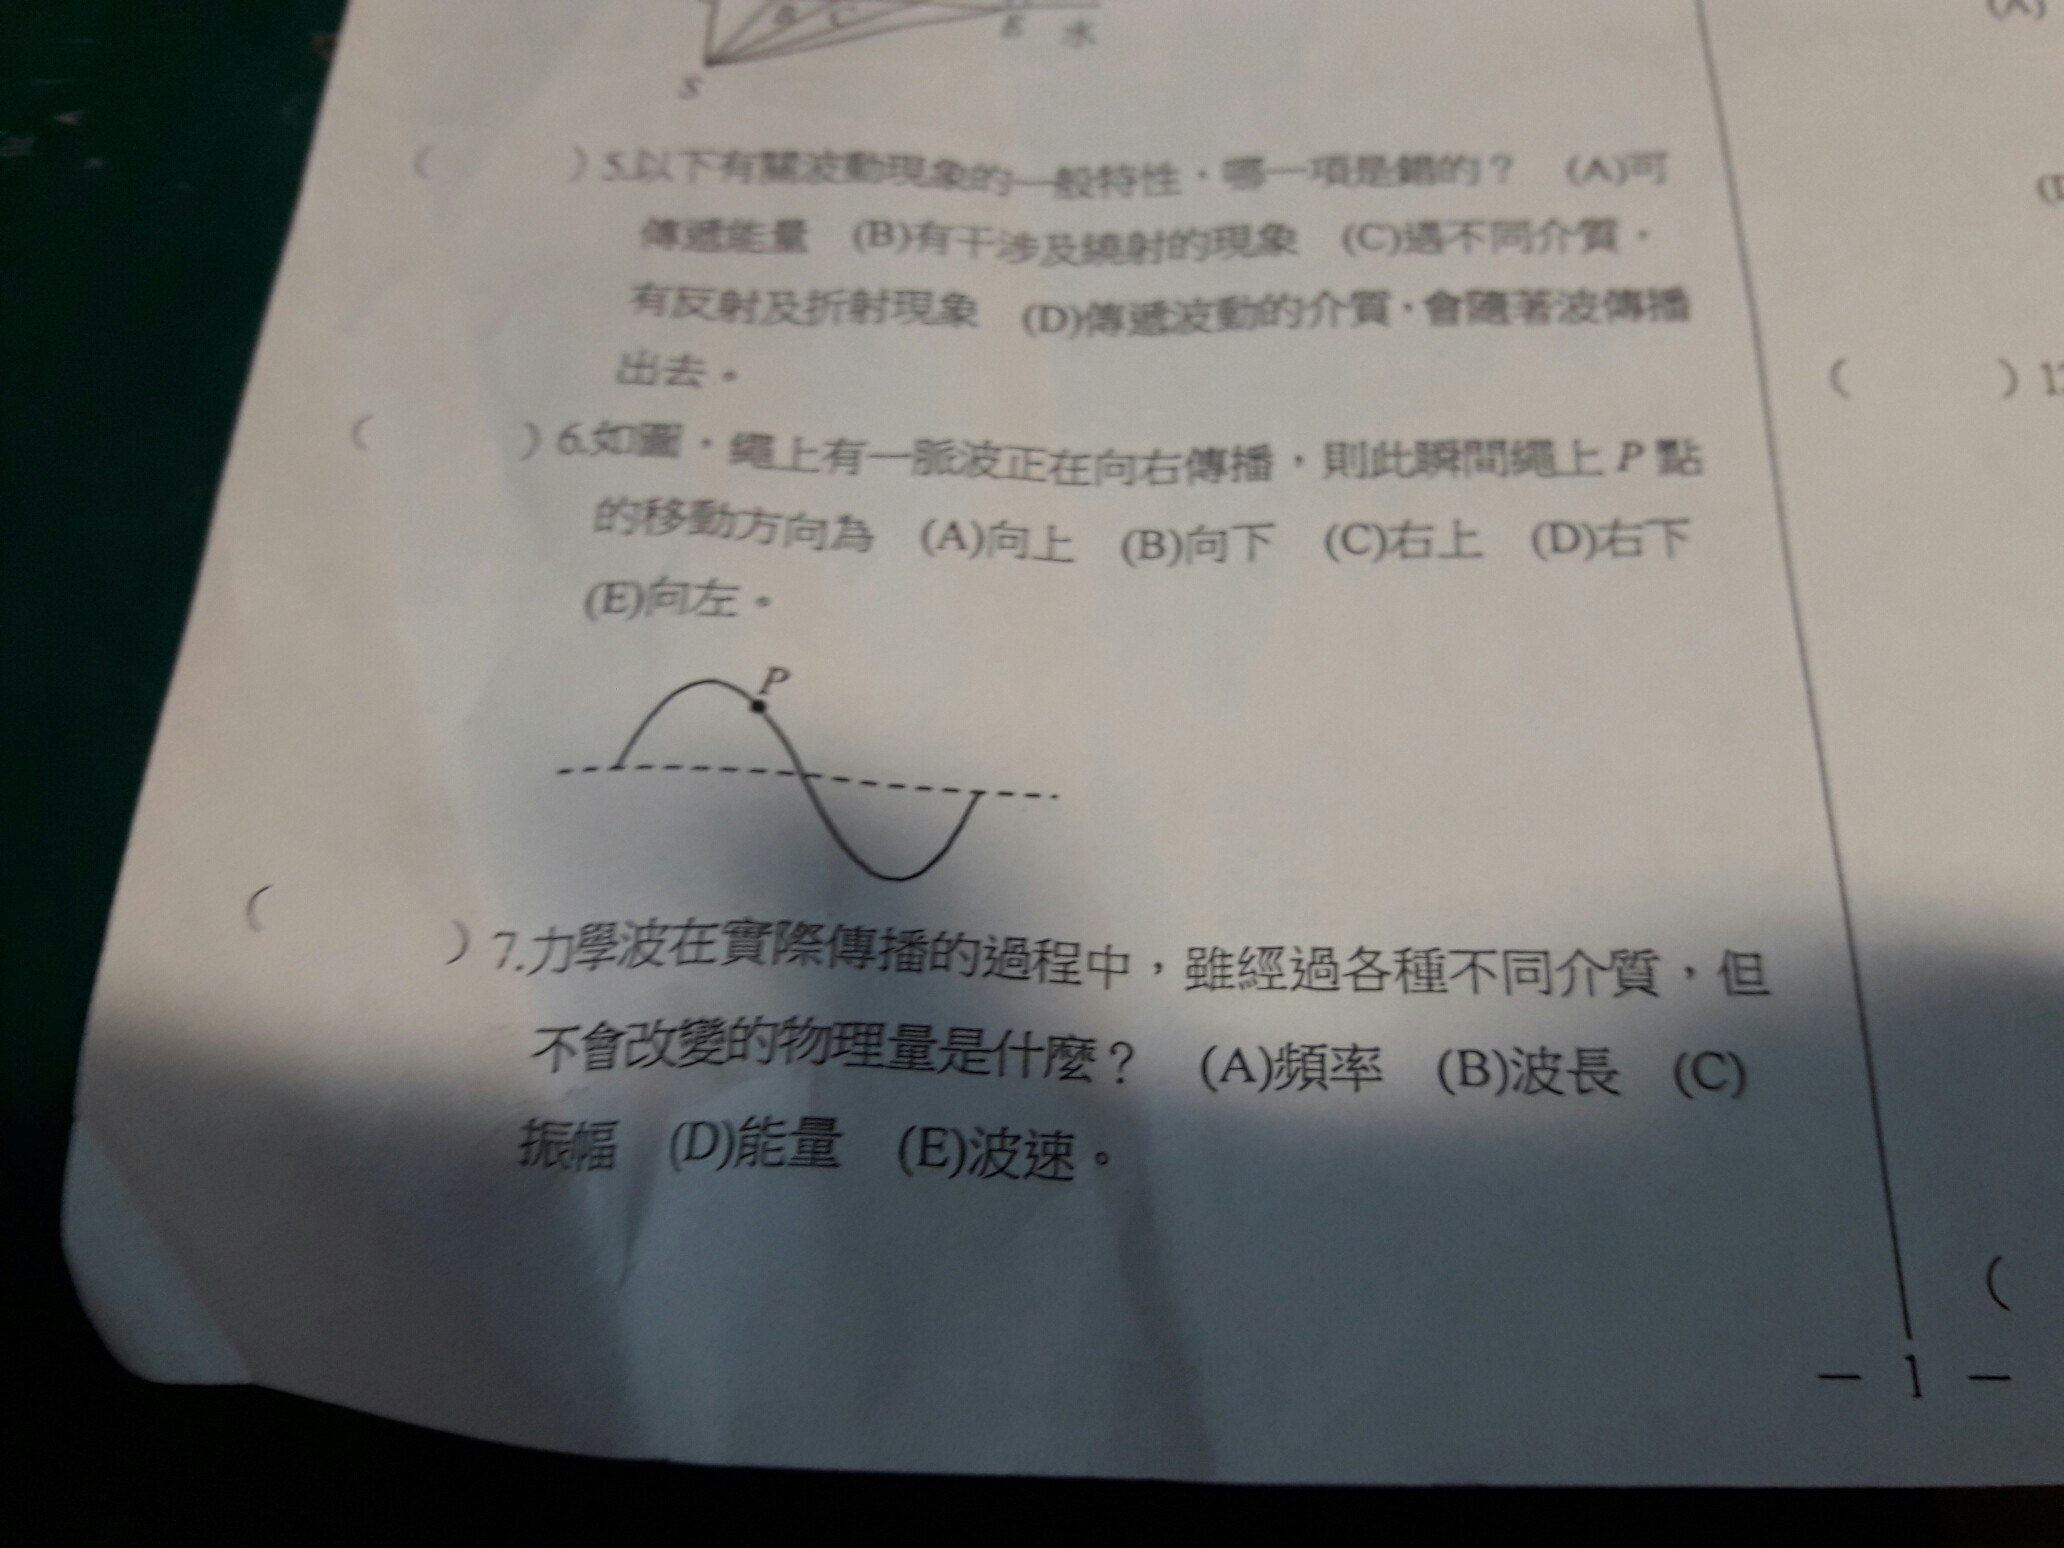 B C E 水
S
( )5.以下有關波動現象的一般特性，哪一項是錯的？ (A)可
傳遞能量 (B)有干涉及繞射的現象 (C)遇不同介質，
有反射及折射現象 (D)傳遞波動的介質，會隨著波傳播
出去。
( )6.如圖，繩上有一脈波正在向右傳播，則此瞬間繩上 P 點
的移動方向為 (A)向上 (B)向下 (C)右上 (D)右下
(E)向左。
P
( )7.力學波在實際傳播的過程中，雖經過各種不同介質，但
不會改變的物理量是什麼？ (A)頻率 (B)波長 (C)
振幅 (D)能量 (E)波速。
(A)
(
－ 1 －